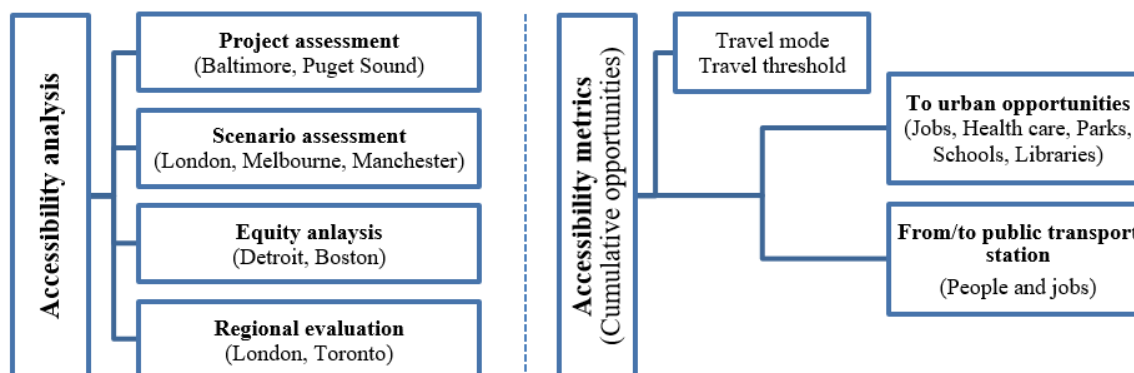 Accessibility analysis
Project assessment
(Baltimore, Puget Sound)
Scenario assessment
(London, Melbourne, Manchester)
Equity anlaysis
(Detroit, Boston)
Regional evaluation
(London, Toronto)
Accessibility metrics
(Cumulative opportunities)
Travel mode
Travel threshold
To urban opportunities
(Jobs, Health care, Parks,
Schools, Libraries)
From/to public transport
station
(People and jobs)